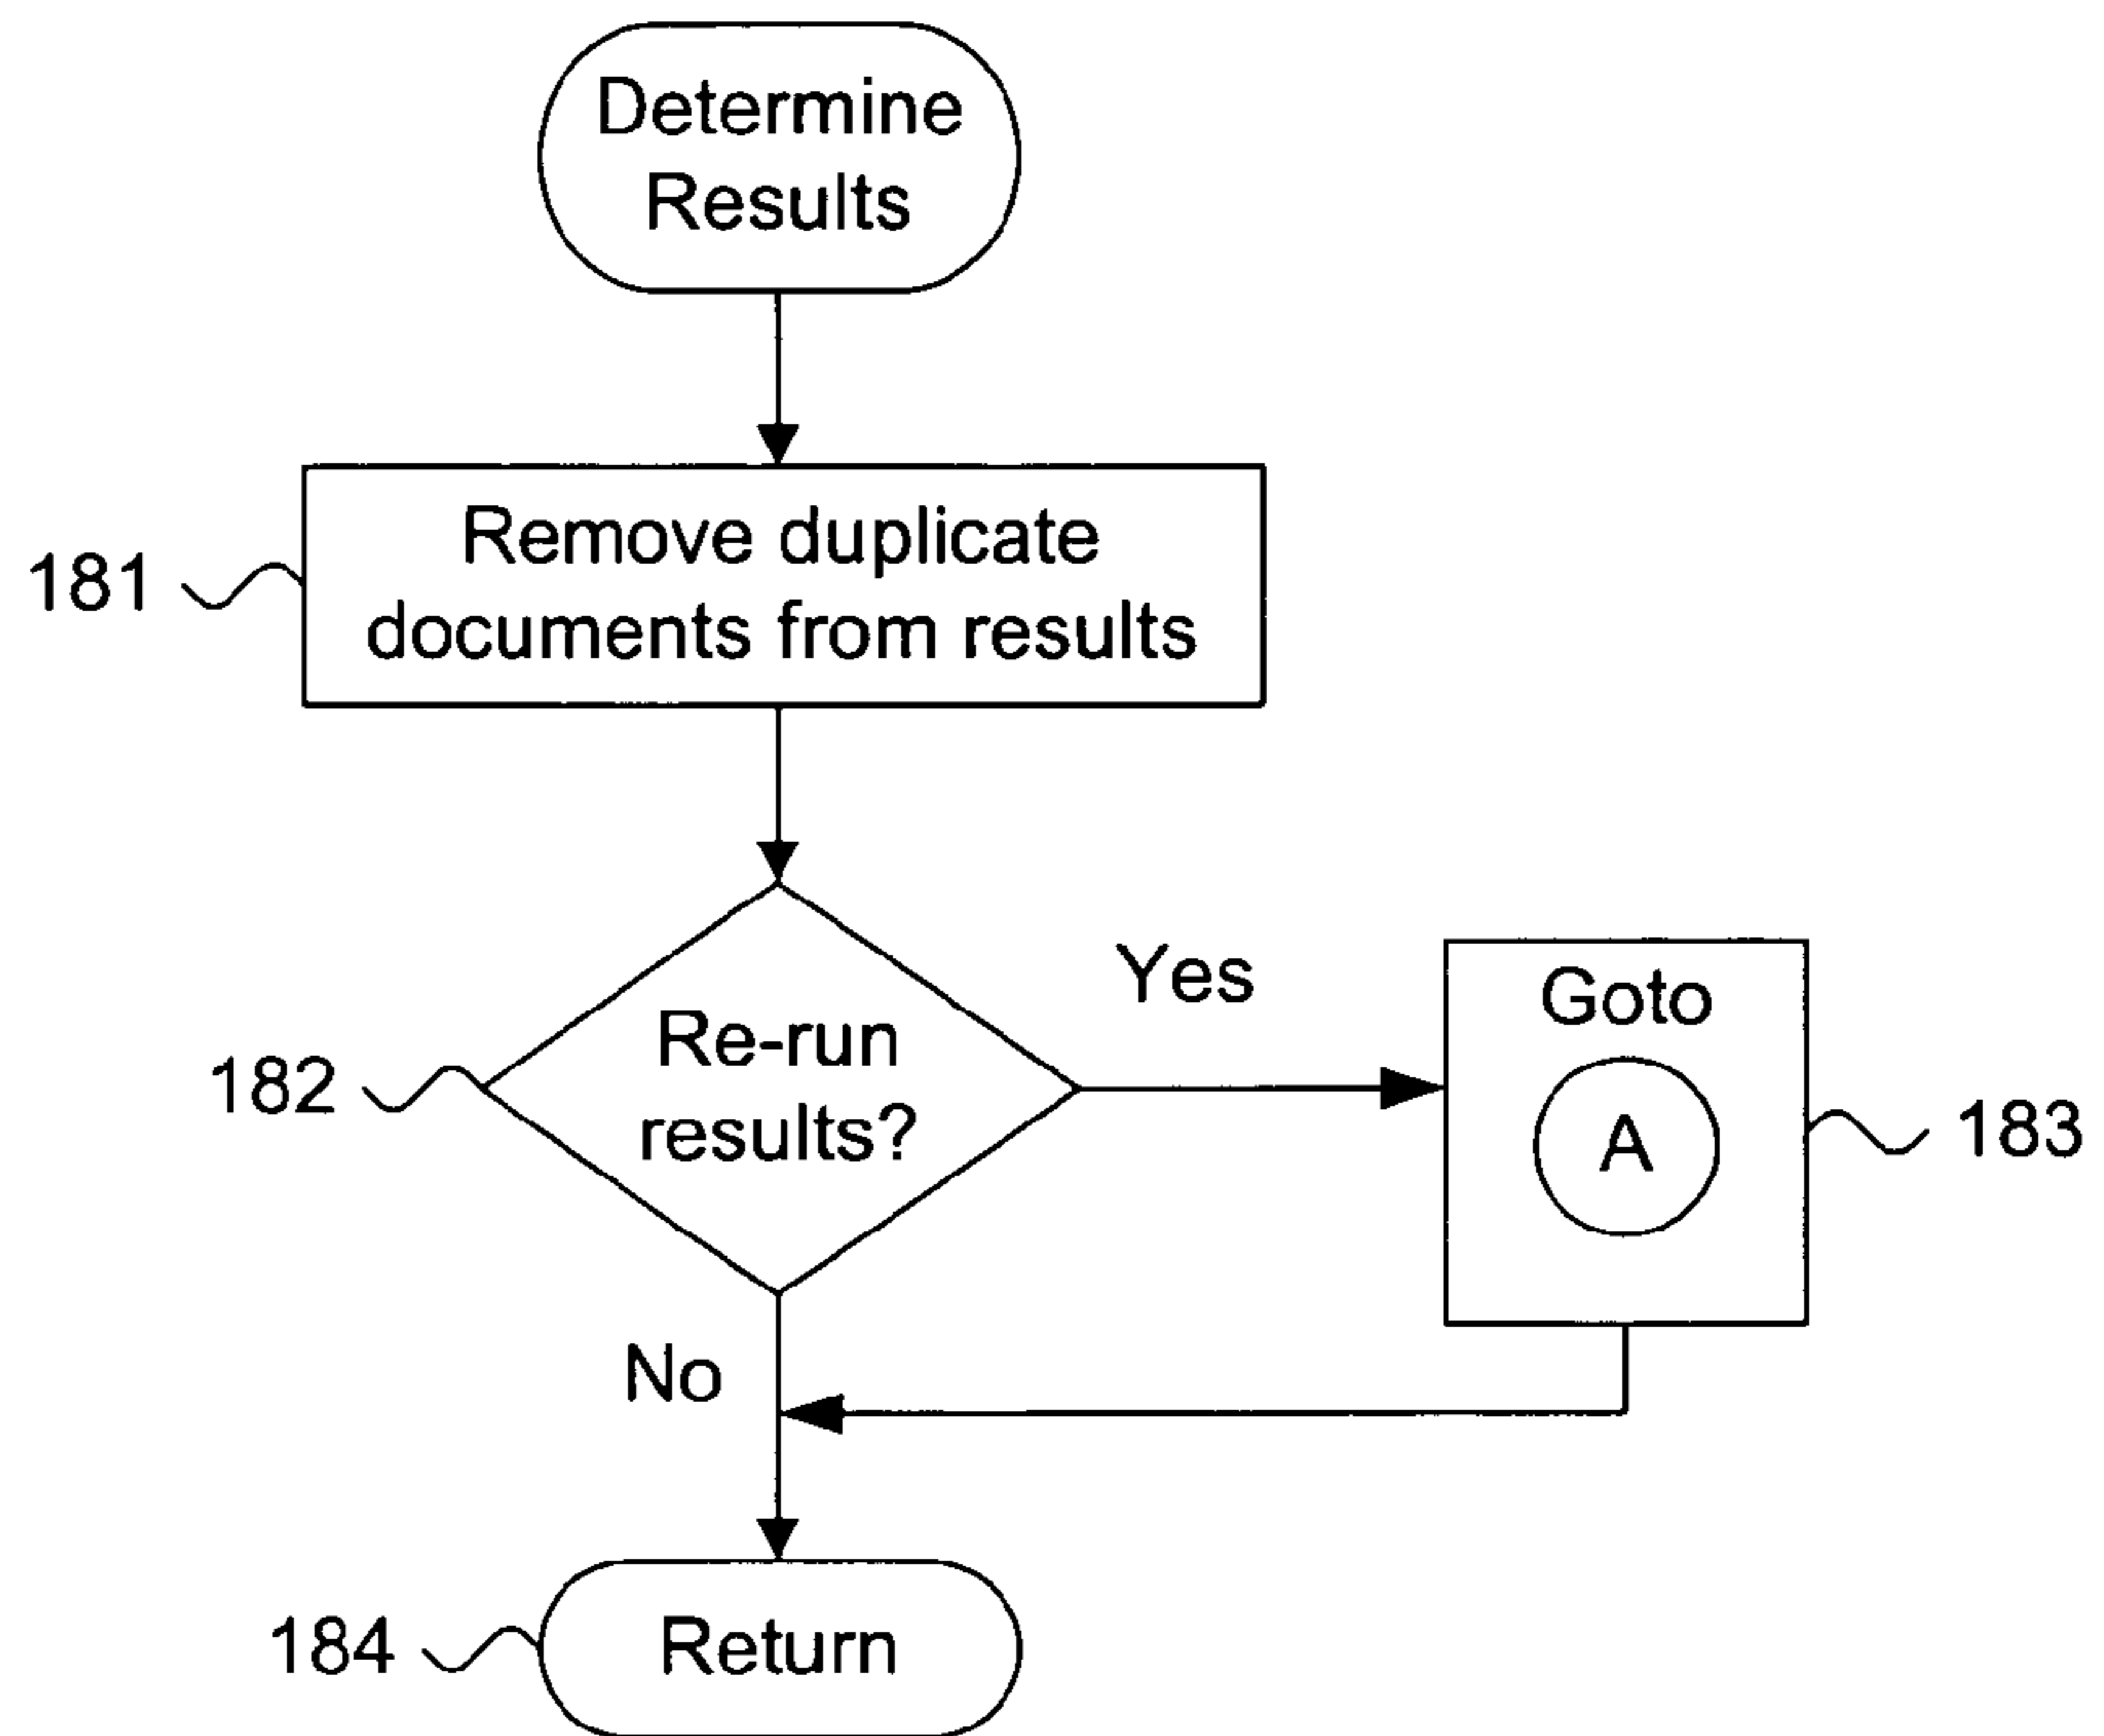 Determine
Results
181
Remove duplicate
documents from results
182
Re-run
results?
Yes
Goto
A
183
No
184
Return